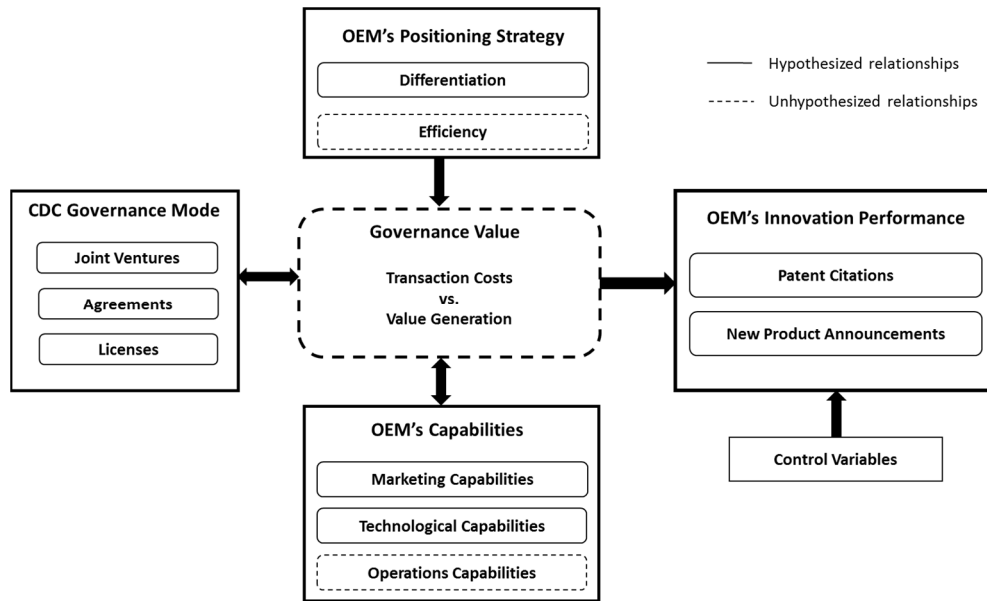 OEM's Positioning Strategy
Differentiation
Efficiency
Hypothesized relationships
Unhypothesized relationships
CDC Governance Mode
Joint Ventures
Agreements
Licenses
Governance Value
Transaction Costs
vs.
Value Generation
OEM's Innovation Performance
Patent Citations
New Product Announcements
OEM's Capabilities
Marketing Capabilities
Technological Capabilities
Operations Capabilities
Control Variables